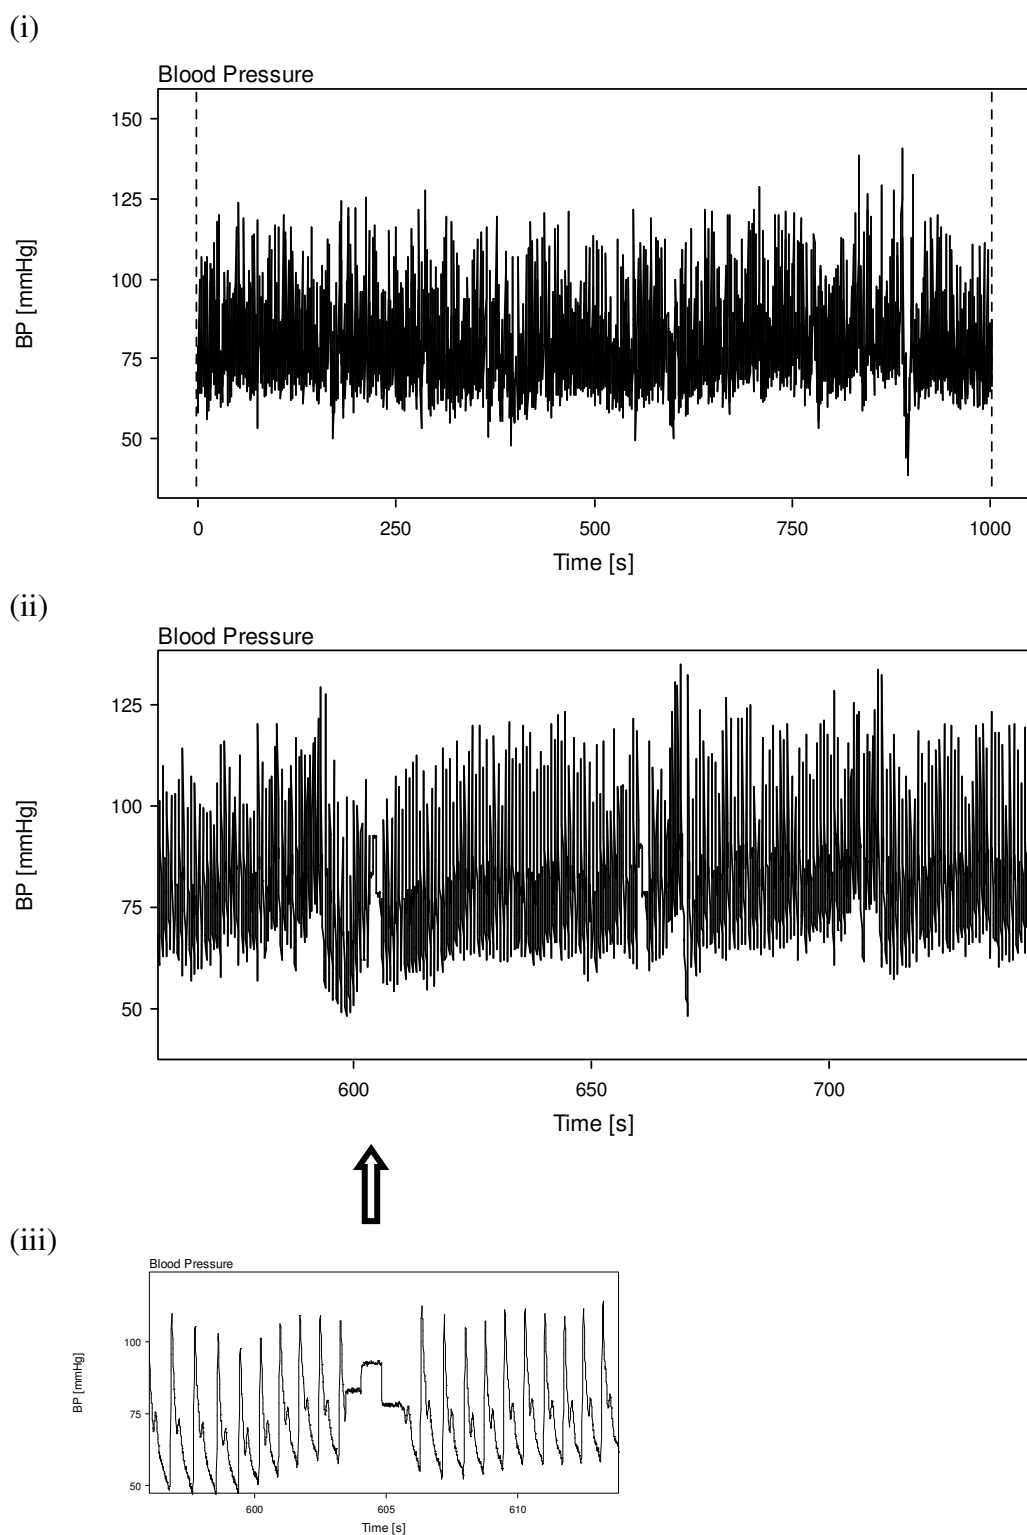 (i)
Blood Pressure
150
125
100
75
50
BP [mmHg]
0 250 500 750 1000
Time [s]
(ii)
Blood Pressure
125
100
75
50
BP [mmHg]
600 650 700
Time [s]
(iii)
Blood Pressure
100
75
50
BP [mmHg]
600 605 610
Time [s]